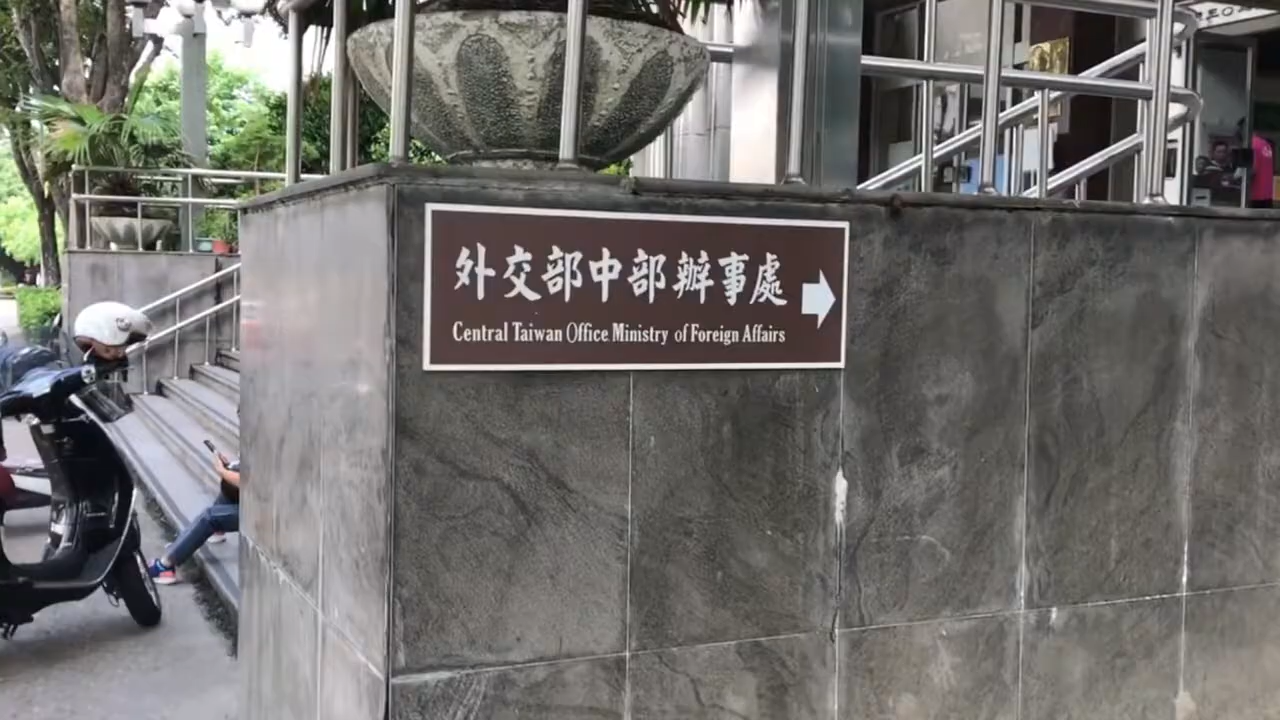 外交部中部辦事處
Central Taiwan Office Ministry of Foreign Affairs